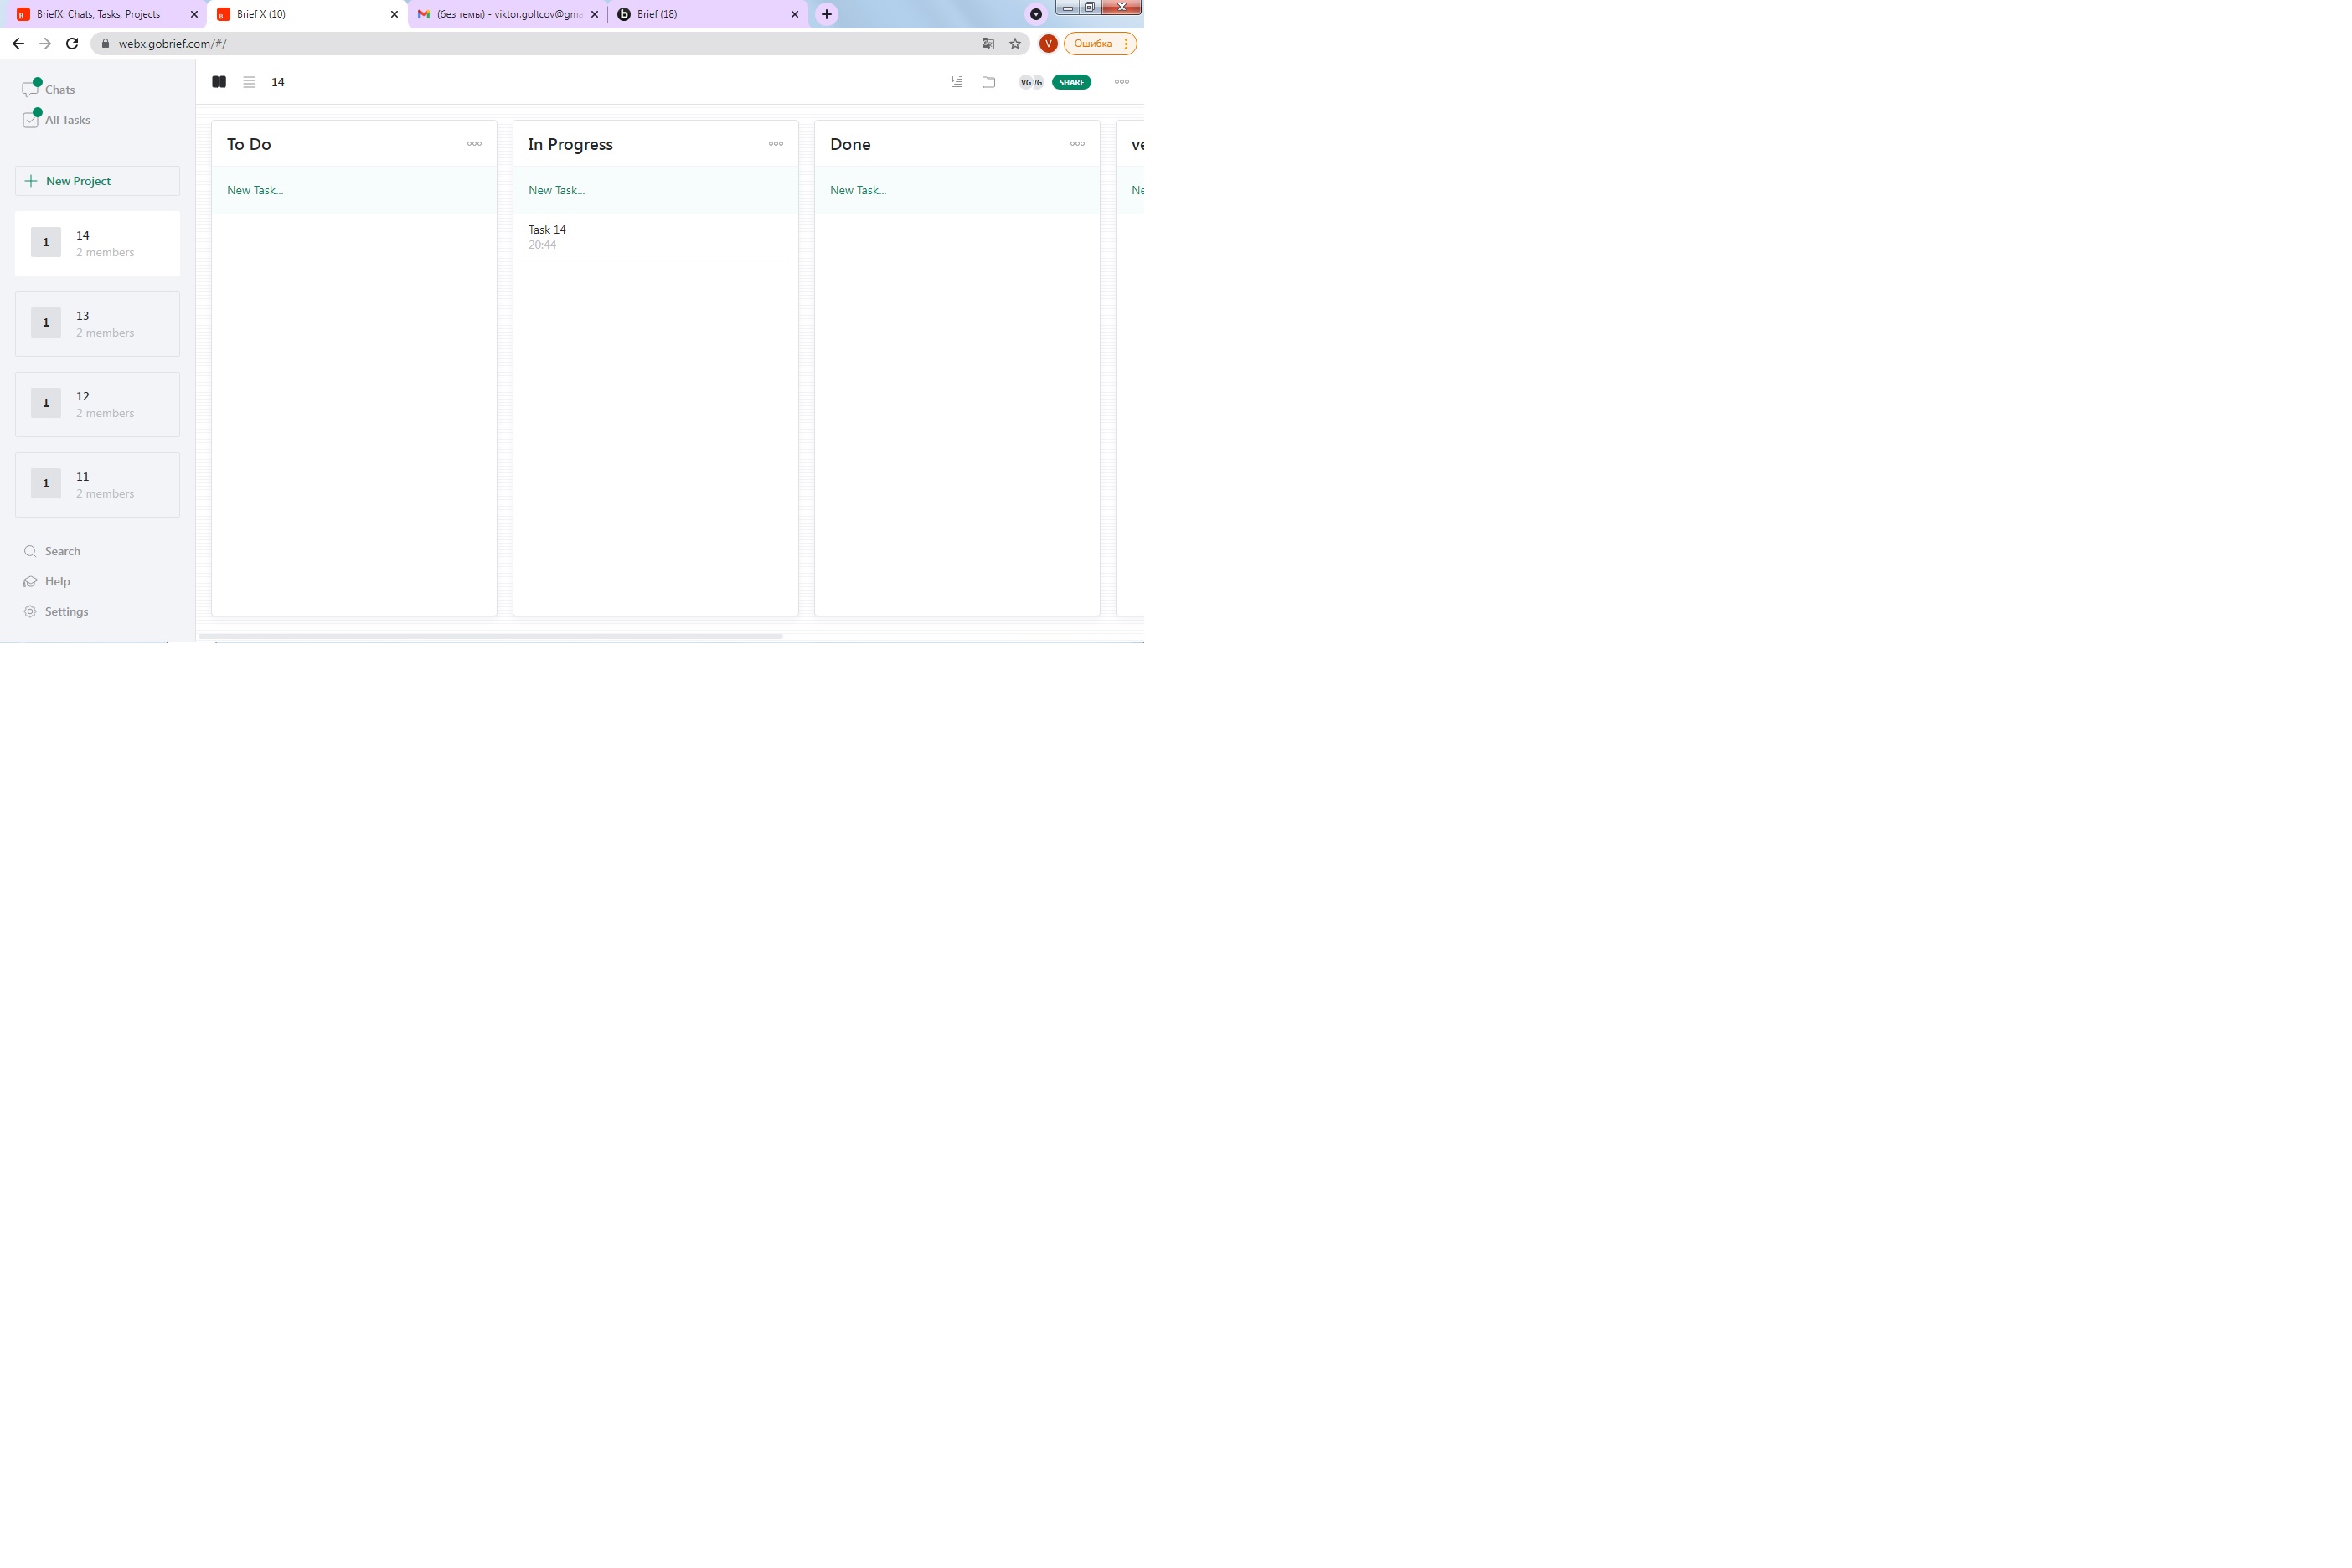 BriefX: Chats, Tasks, Projects
Brief X (10)
(без темы) - viktor.goltcov@gma
Brief (18)
webx.gobrief.com/#/
V
Ошибка
Chats
All Tasks
14
VG
SHARE
New Project
1
14
2 members
1
13
2 members
1
12
2 members
1
11
2 members
Search
Help
Settings
To Do
New Task...
In Progress
New Task...
Task 14
20:44
Done
New Task...
ve
Ne